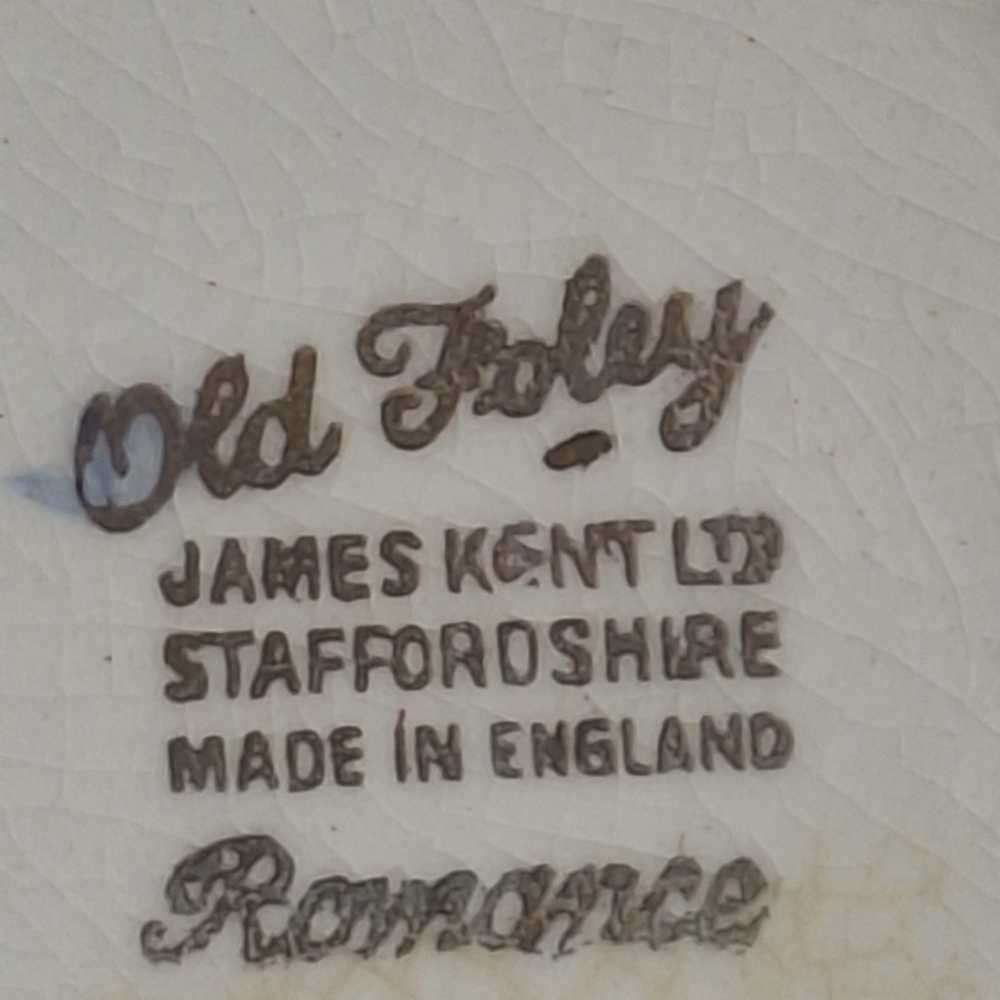 Old Foley
JAMES KENT LTD
STAFFORDSHIRE
MADE IN ENGLAND
Romance